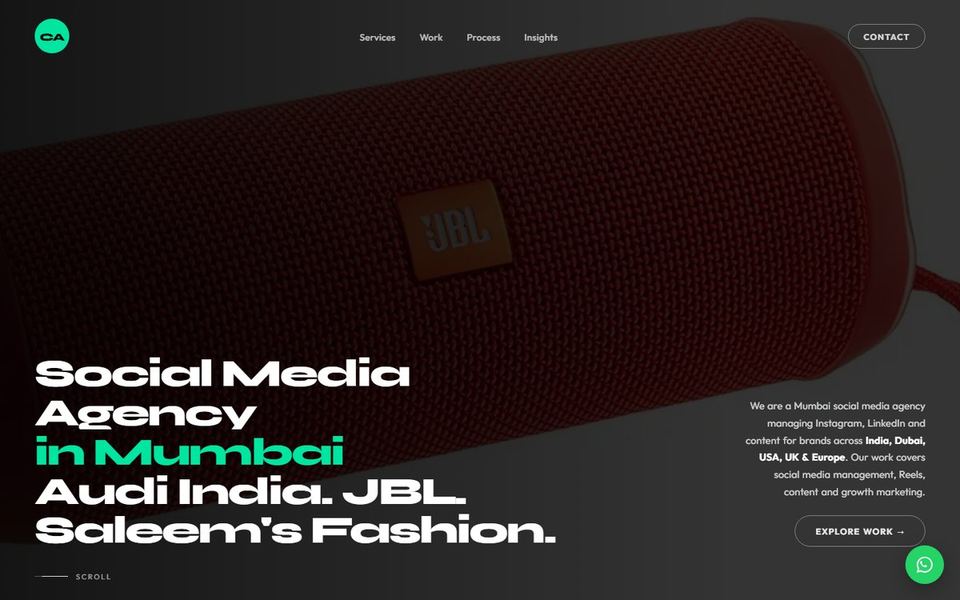 CA
Services
Work
Process
Insights
CONTACT
JBL
Social Media
Agency
in Mumbai
Audi India. JBL.
Saleem's Fashion.
We are a Mumbai social media agency
managing Instagram, LinkedIn and
content for brands across India, Dubai,
USA, UK & Europe. Our work covers
social media management, Reels,
content and growth marketing.
EXPLORE WORK →
SCROLL